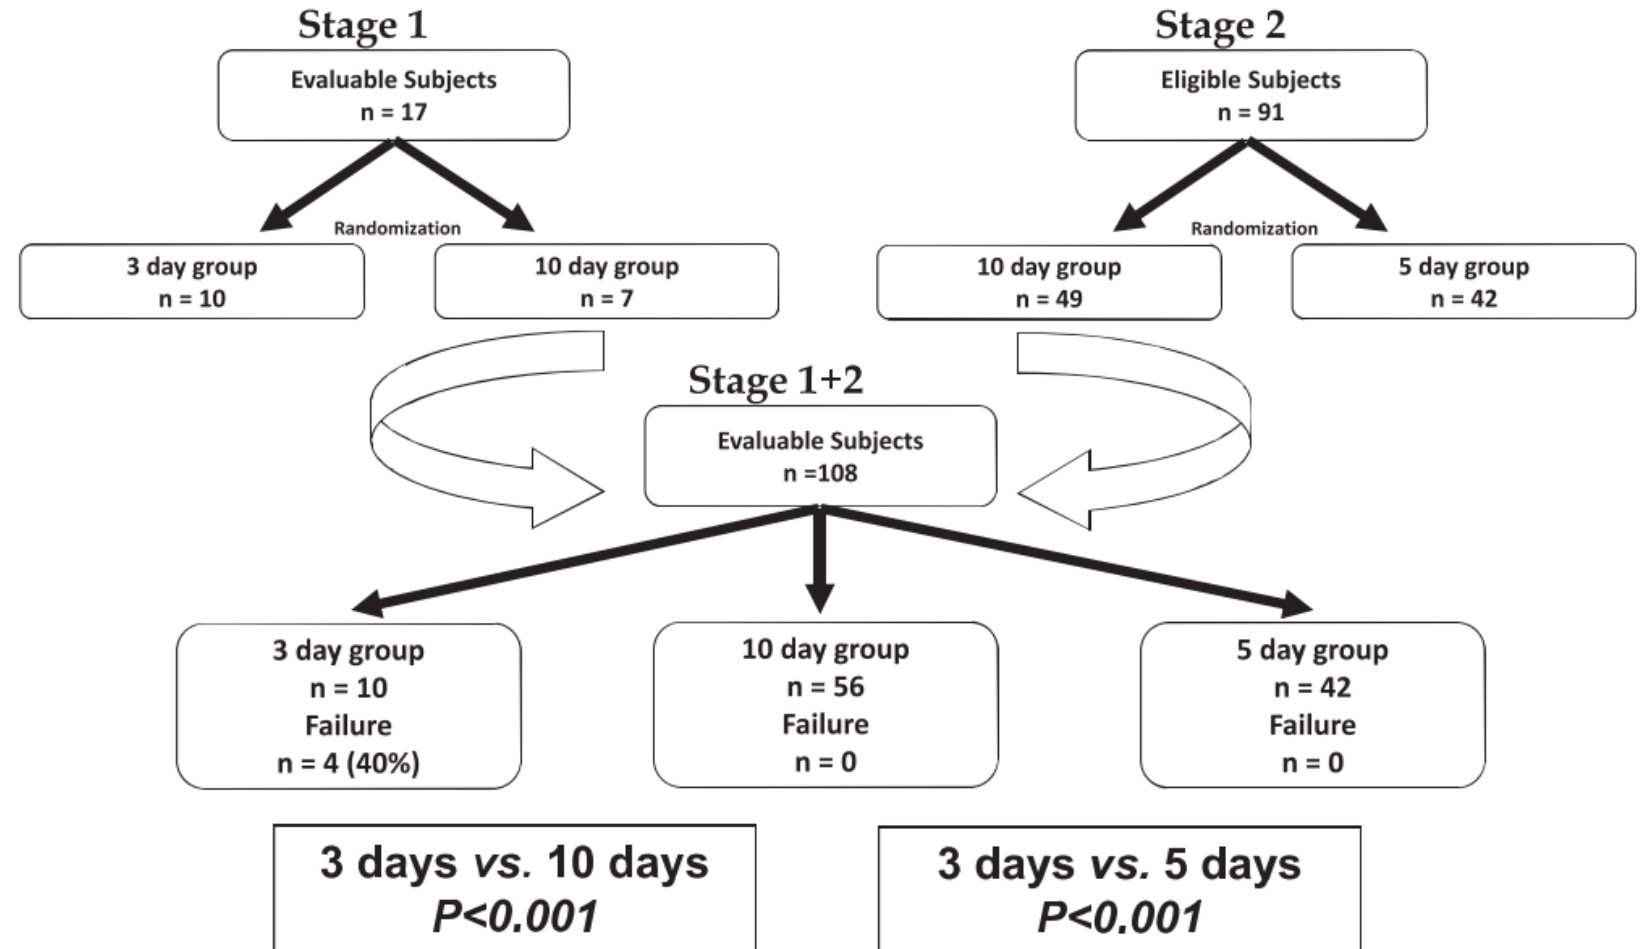 Stage 1
Evaluable Subjects
n = 17
Randomization
3 day group
n = 10
10 day group
n = 7
Stage 2
Eligible Subjects
n = 91
Randomization
10 day group
n = 49
5 day group
n = 42
Stage 1+2
Evaluable Subjects
n =108
3 day group
n = 10
Failure
n = 4 (40%)
10 day group
n = 56
Failure
n = 0
5 day group
n = 42
Failure
n = 0
3 days vs. 10 days
P<0.001
3 days vs. 5 days
P<0.001